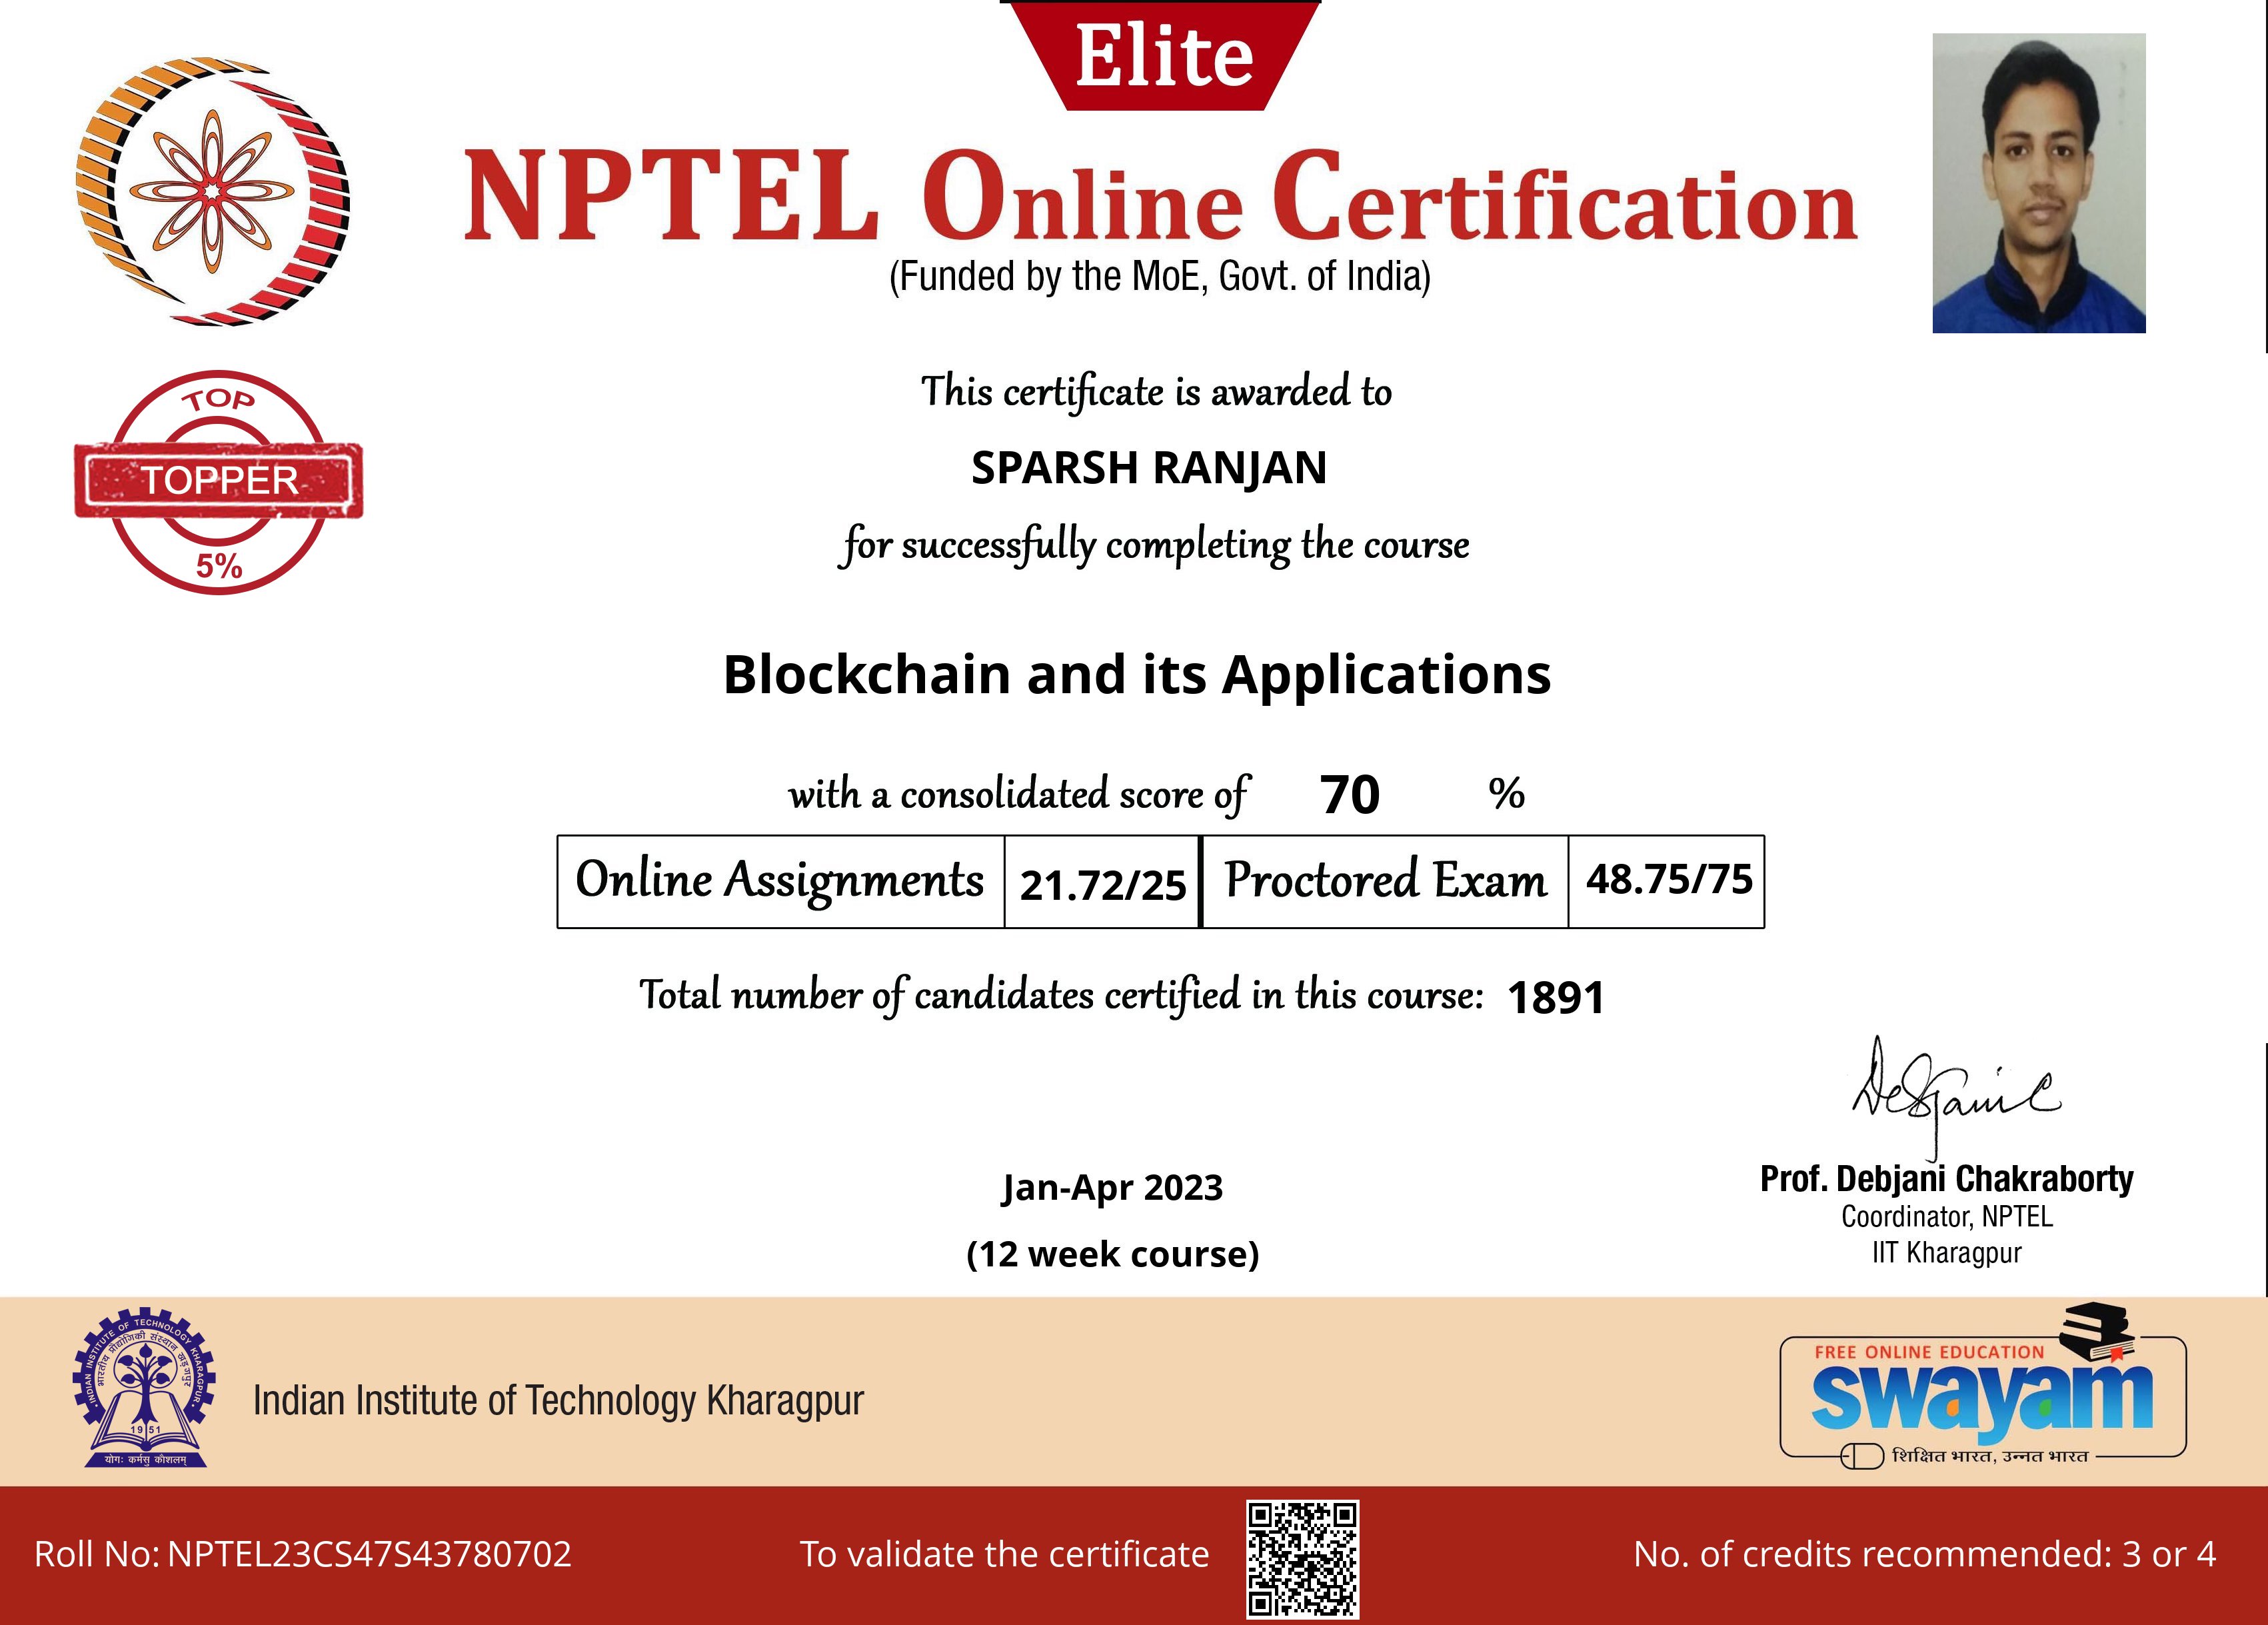 Elite
NPTEL Online Certification
(Funded by the MoE, Govt. of India)
TOP
TOPPER
5%
This certificate is awarded to
SPARSH RANJAN
for successfully completing the course
Blockchain and its Applications
with a consolidated score of 70 %
Online Assignments 21.72/25 Proctored Exam 48.75/75
Total number of candidates certified in this course: 1891
Debjani C
Prof. Debjani Chakraborty
Coordinator, NPTEL
IIT Kharagpur
Jan-Apr 2023
(12 week course)
INDIAN INSTITUTE OF TECHNOLOGY KHARAGPUR
भारतीय प्रौद्योगिकी संस्थान खड़गपुर
1951
योगः कर्मसु कौशलम्
Indian Institute of Technology Kharagpur
FREE ONLINE EDUCATION
swayam
शिक्षित भारत, उन्नत भारत
Roll No: NPTEL23CS47S43780702
To validate the certificate
No. of credits recommended: 3 or 4